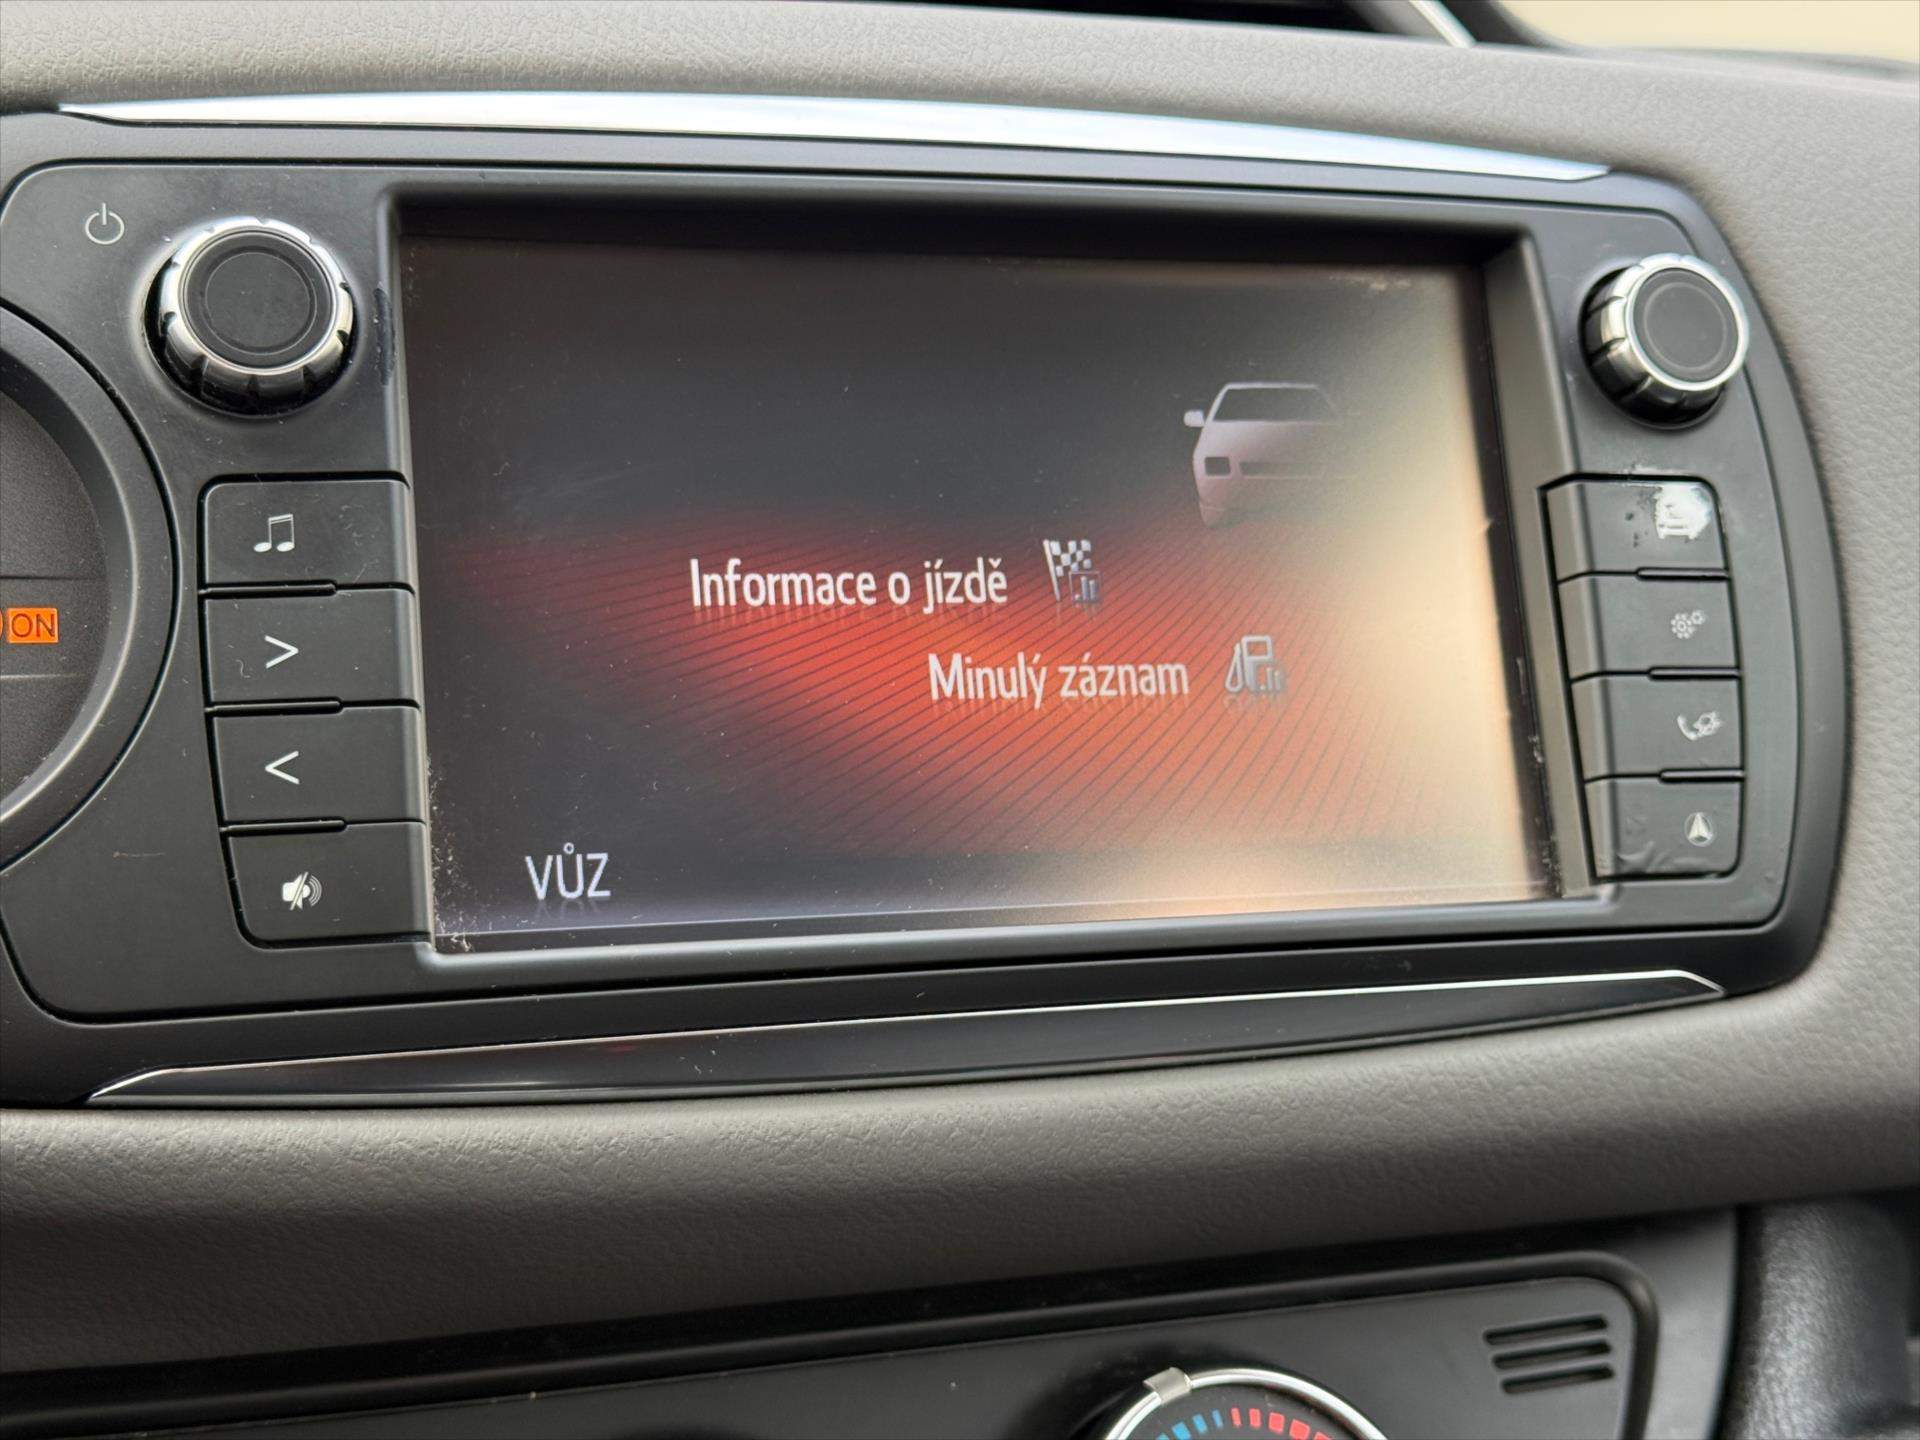 Informace o jízdě
Minulý záznam
VŮZ
ON